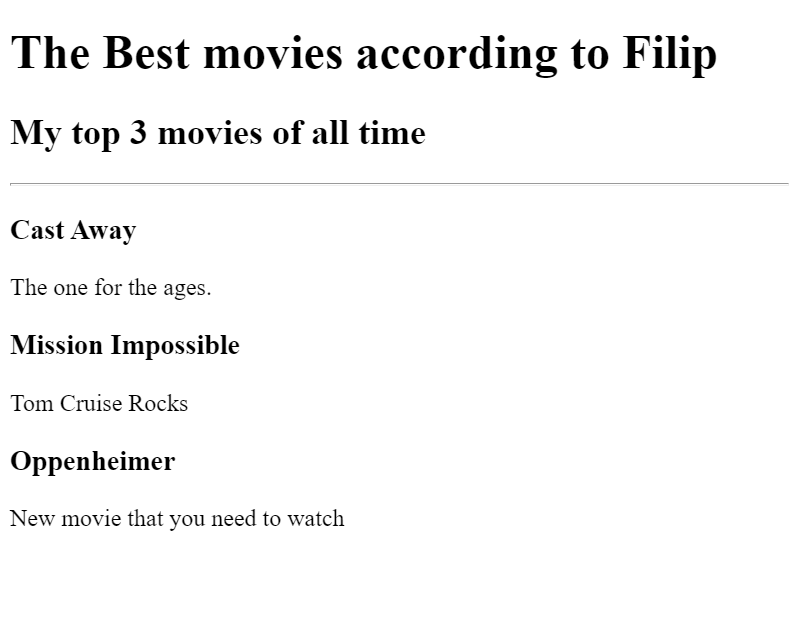 The Best movies according to Filip
My top 3 movies of all time
Cast Away
The one for the ages.
Mission Impossible
Tom Cruise Rocks
Oppenheimer
New movie that you need to watch